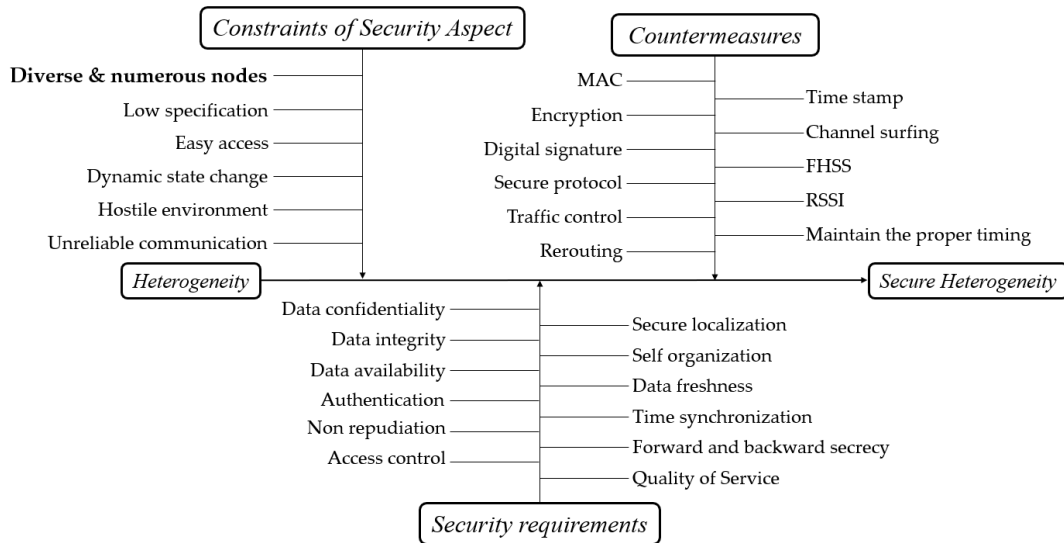 Constraints of Security Aspect
Diverse & numerous nodes
Low specification
Easy access
Dynamic state change
Hostile environment
Unreliable communication
Countermeasures
MAC
Encryption
Digital signature
Secure protocol
Traffic control
Rerouting
Time stamp
Channel surfing
FHSS
RSSI
Maintain the proper timing
Heterogeneity
Secure Heterogeneity
Data confidentiality
Data integrity
Data availability
Authentication
Non repudiation
Access control
Secure localization
Self organization
Data freshness
Time synchronization
Forward and backward secrecy
Quality of Service
Security requirements